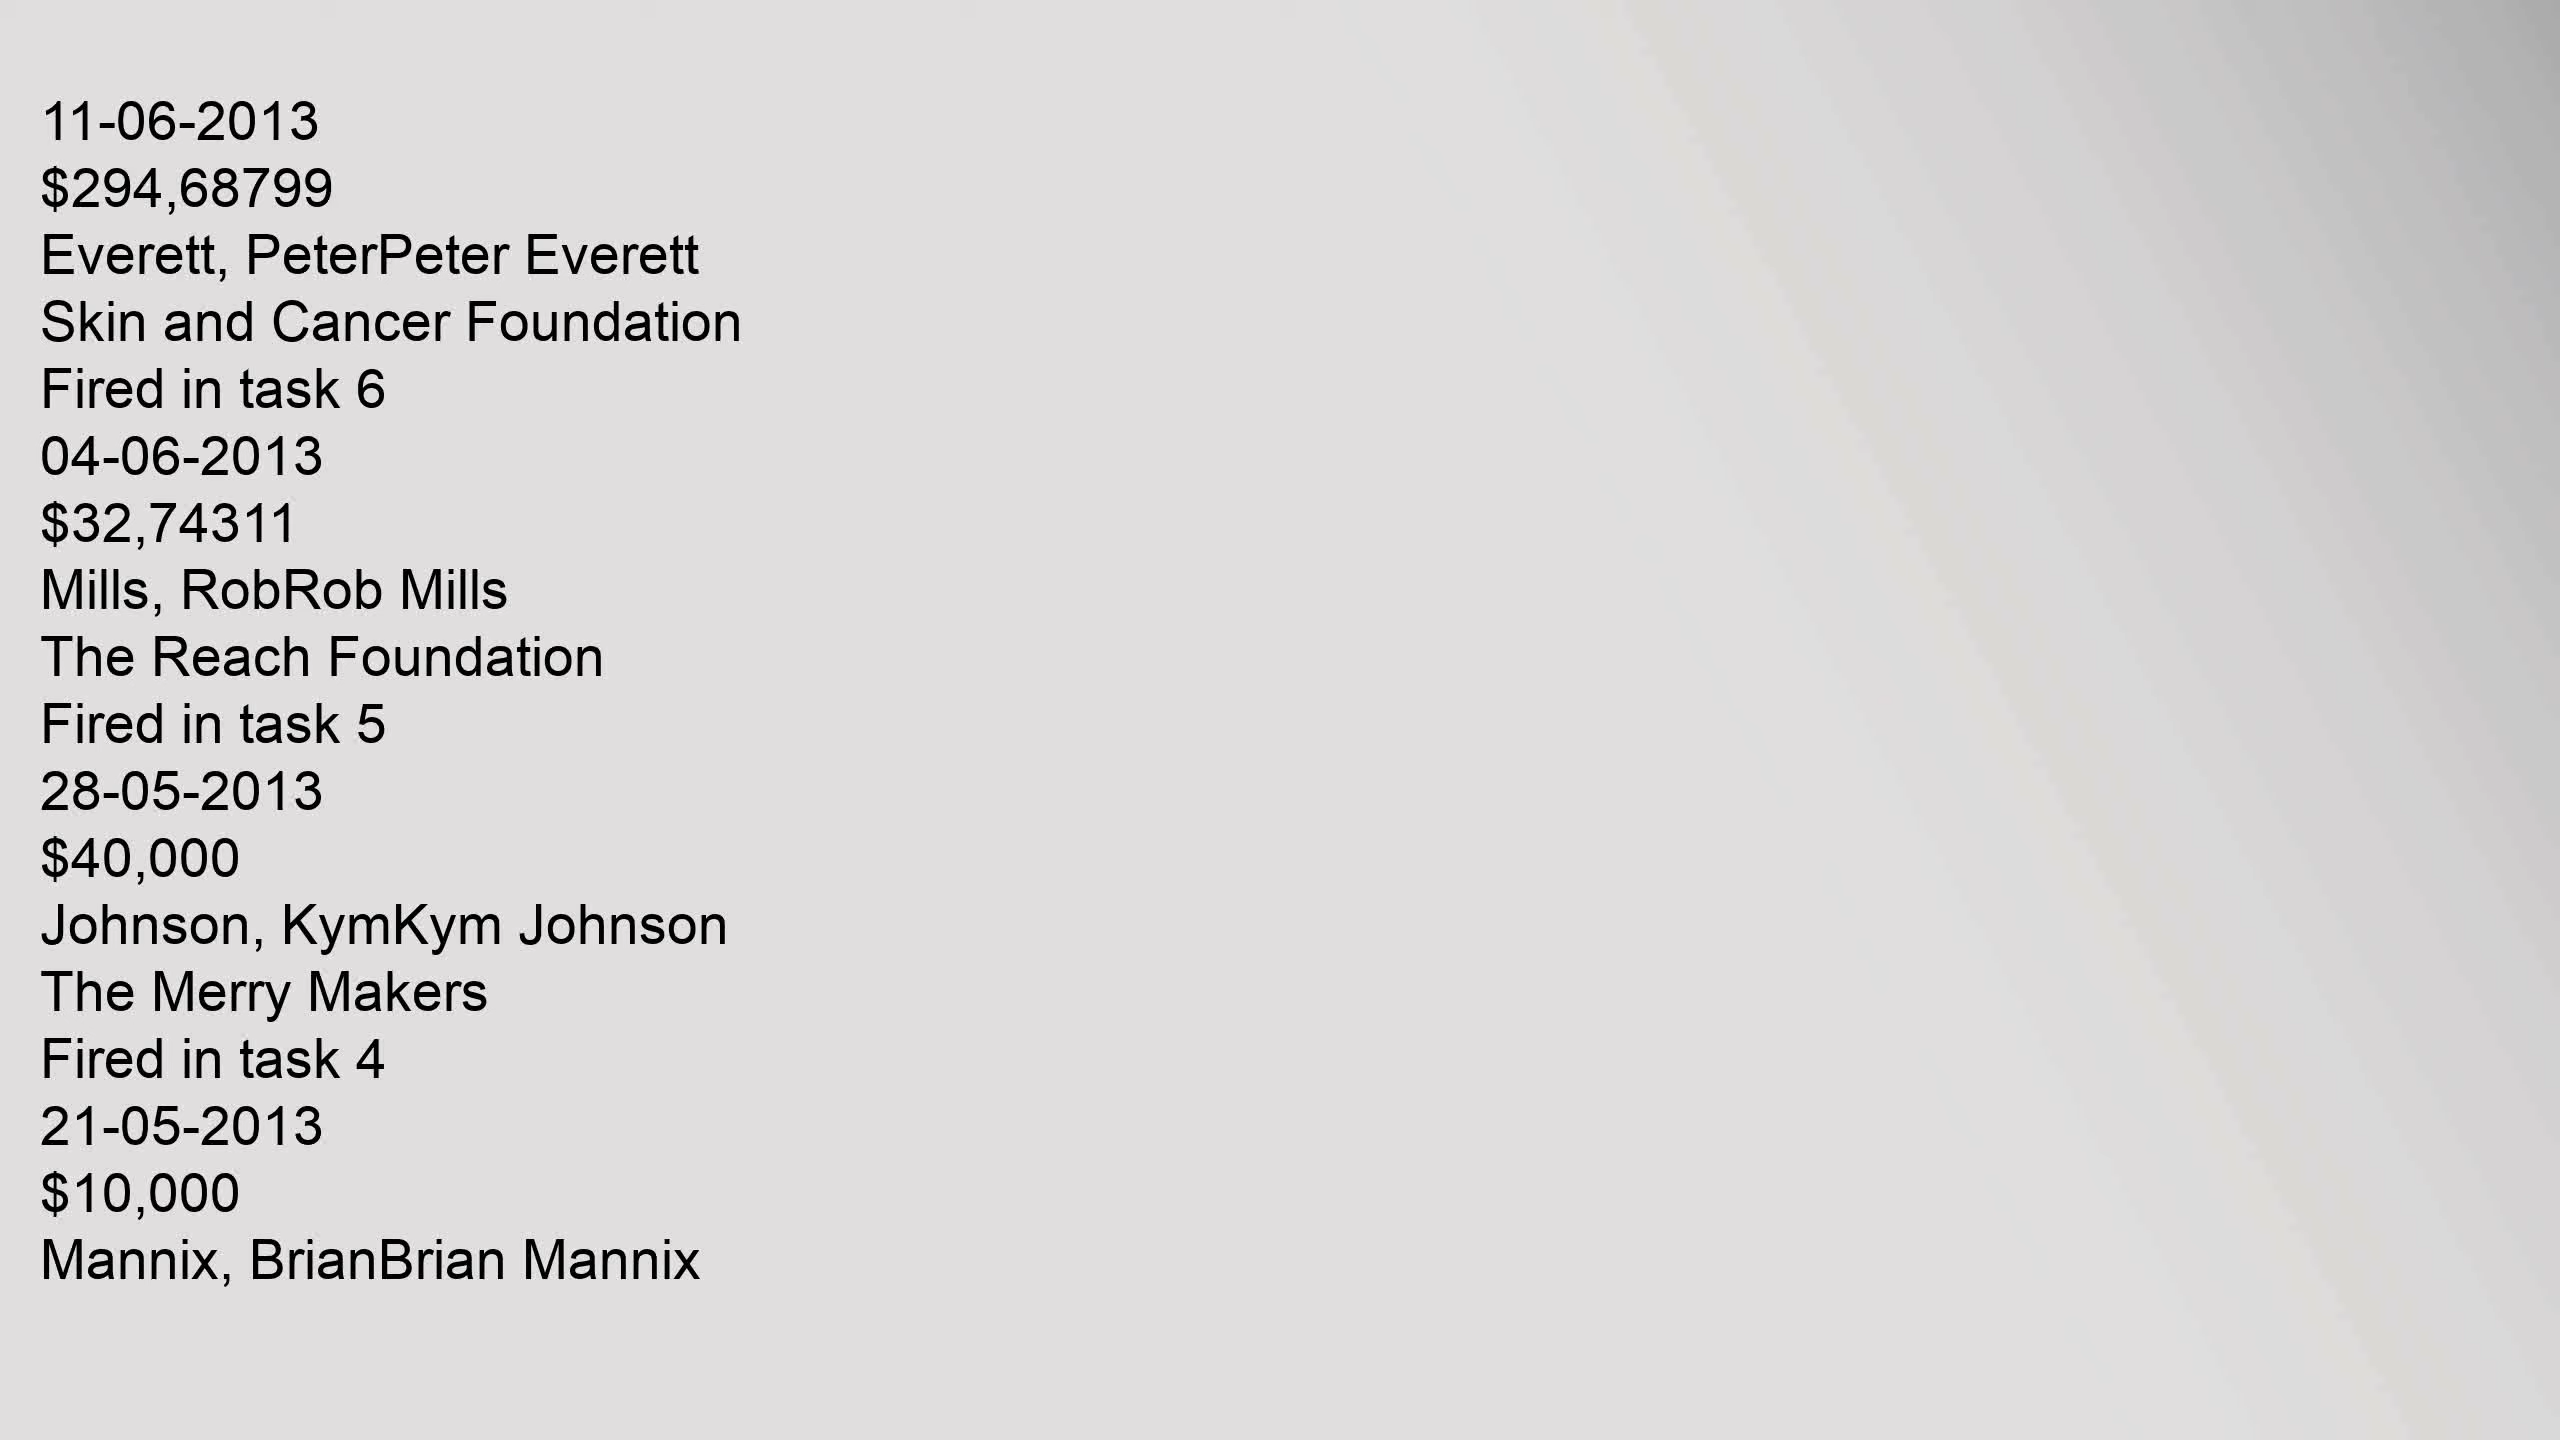 11-06-2013
$294,68799
Everett, PeterPeter Everett
Skin and Cancer Foundation
Fired in task 6
04-06-2013
$32,74311
Mills, RobRob Mills
The Reach Foundation
Fired in task 5
28-05-2013
$40,000
Johnson, KymKym Johnson
The Merry Makers
Fired in task 4
21-05-2013
$10,000
Mannix, BrianBrian Mannix